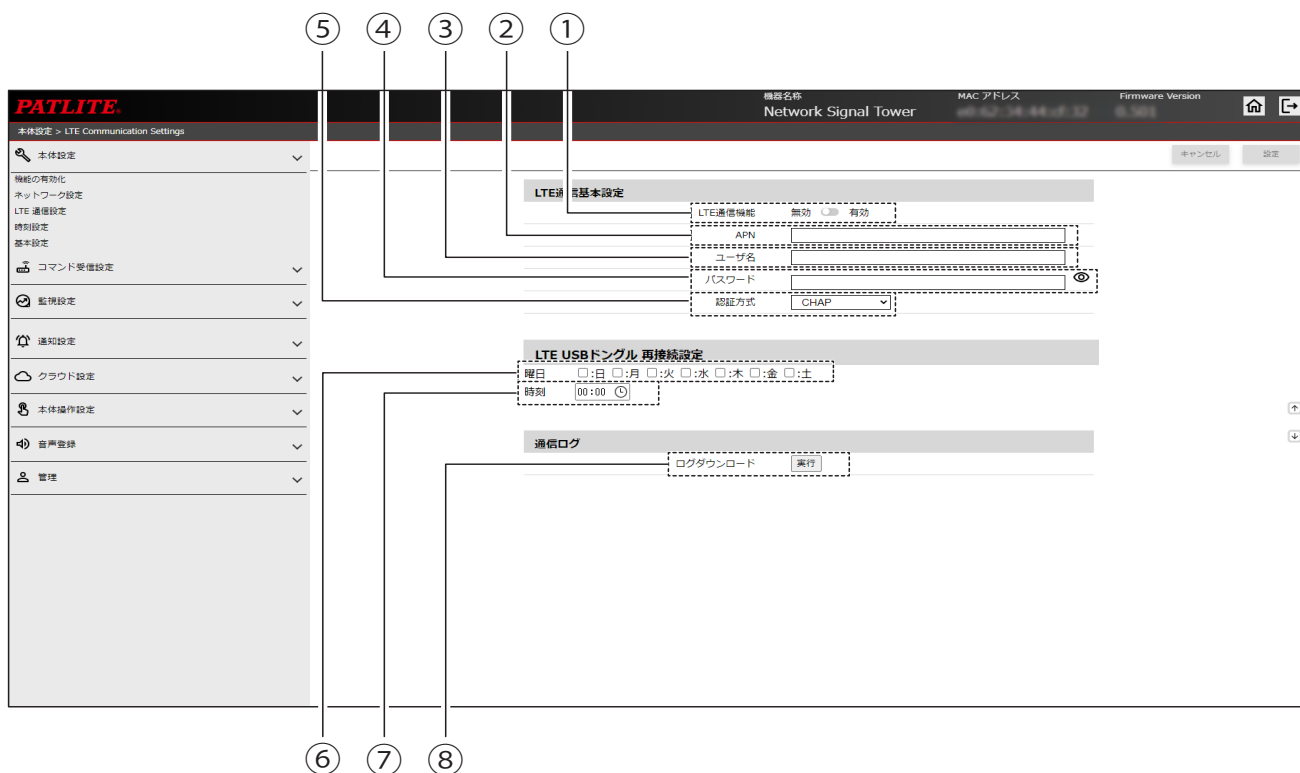 ⑤ ④ ③ ② ①
PATLITE®
機器名称
Network Signal Tower
MAC アドレス
Firmware Version
本体設定 > LTE Communication Settings
キャンセル
設定
本体設定
機能の有効化
ネットワーク設定
LTE 通信設定
時刻設定
基本設定
コマンド受信設定
監視設定
通知設定
クラウド設定
本体操作設定
音声登録
管理
LTE通信基本設定
LTE通信機能 無効 有効
APN
ユーザ名
パスワード
認証方式 CHAP
LTE USBドングル 再接続設定
曜日 :日 :月 :火 :水 :木 :金 :土
時刻 00:00
通信ログ
ログダウンロード 実行
⑥ ⑦ ⑧